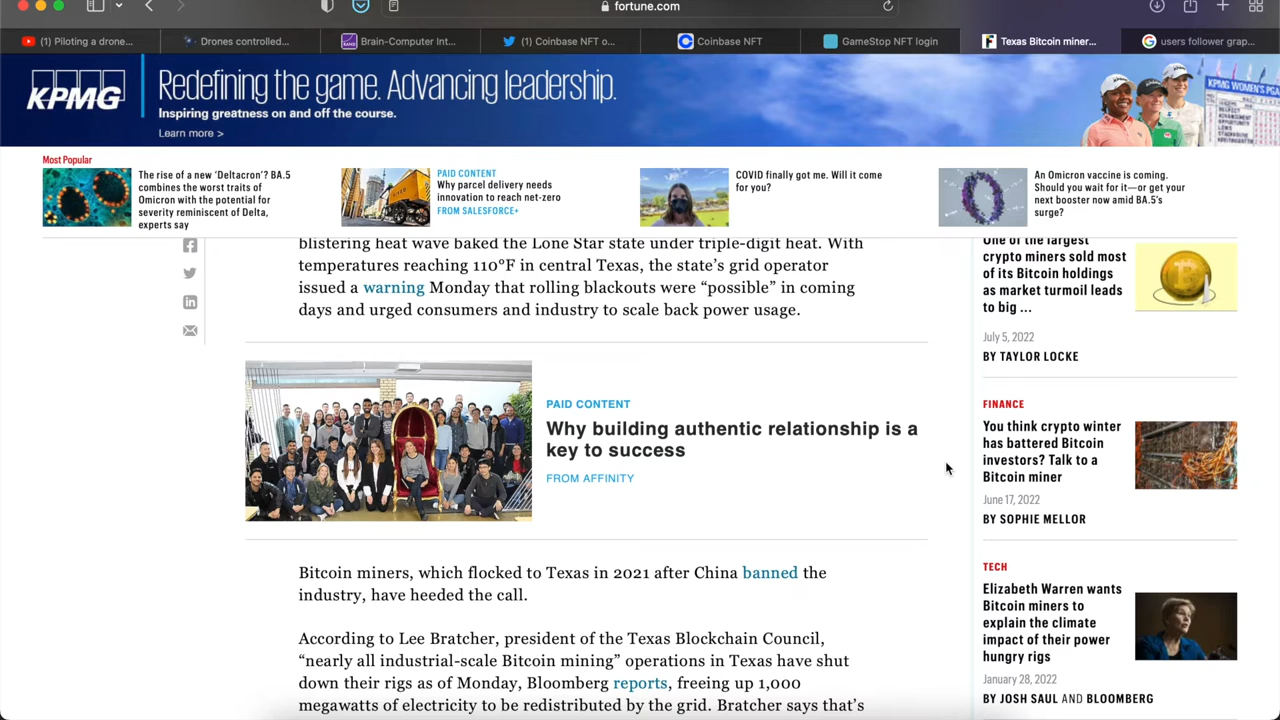 fortune.com
(1) Piloting a drone...
Drones controlled...
Brain-Computer Int...
(1) Coinbase NFT o...
Coinbase NFT
GameStop NFT login
Texas Bitcoin miner...
users follower grap...
KPMG
Redefining the game. Advancing leadership.
Inspiring greatness on and off the course.
Learn more >
KPMG WOMEN'S PGA
Most Popular
The rise of a new ‘Deltacron’? BA.5
combines the worst traits of
Omicron with the potential for
severity reminiscent of Delta,
experts say
PAID CONTENT
Why parcel delivery needs
innovation to reach net-zero
FROM SALESFORCE+
COVID finally got me. Will it come
for you?
An Omicron vaccine is coming.
Should you wait for it—or get your
next booster now amid BA.5's
surge?
blistering heat wave baked the Lone Star state under triple-digit heat. With
temperatures reaching 110°F in central Texas, the state’s grid operator
issued a warning Monday that rolling blackouts were “possible” in coming
days and urged consumers and industry to scale back power usage.
PAID CONTENT
Why building authentic relationship is a
key to success
FROM AFFINITY
Bitcoin miners, which flocked to Texas in 2021 after China banned the
industry, have heeded the call.
According to Lee Bratcher, president of the Texas Blockchain Council,
“nearly all industrial-scale Bitcoin mining” operations in Texas have shut
down their rigs as of Monday, Bloomberg reports, freeing up 1,000
megawatts of electricity to be redistributed by the grid. Bratcher says that’s
One of the largest
crypto miners sold most
of its Bitcoin holdings
as market turmoil leads
to big ...
July 5, 2022
BY TAYLOR LOCKE
FINANCE
You think crypto winter
has battered Bitcoin
investors? Talk to a
Bitcoin miner
June 17, 2022
BY SOPHIE MELLOR
TECH
Elizabeth Warren wants
Bitcoin miners to
explain the climate
impact of their power
hungry rigs
January 28, 2022
BY JOSH SAUL AND BLOOMBERG